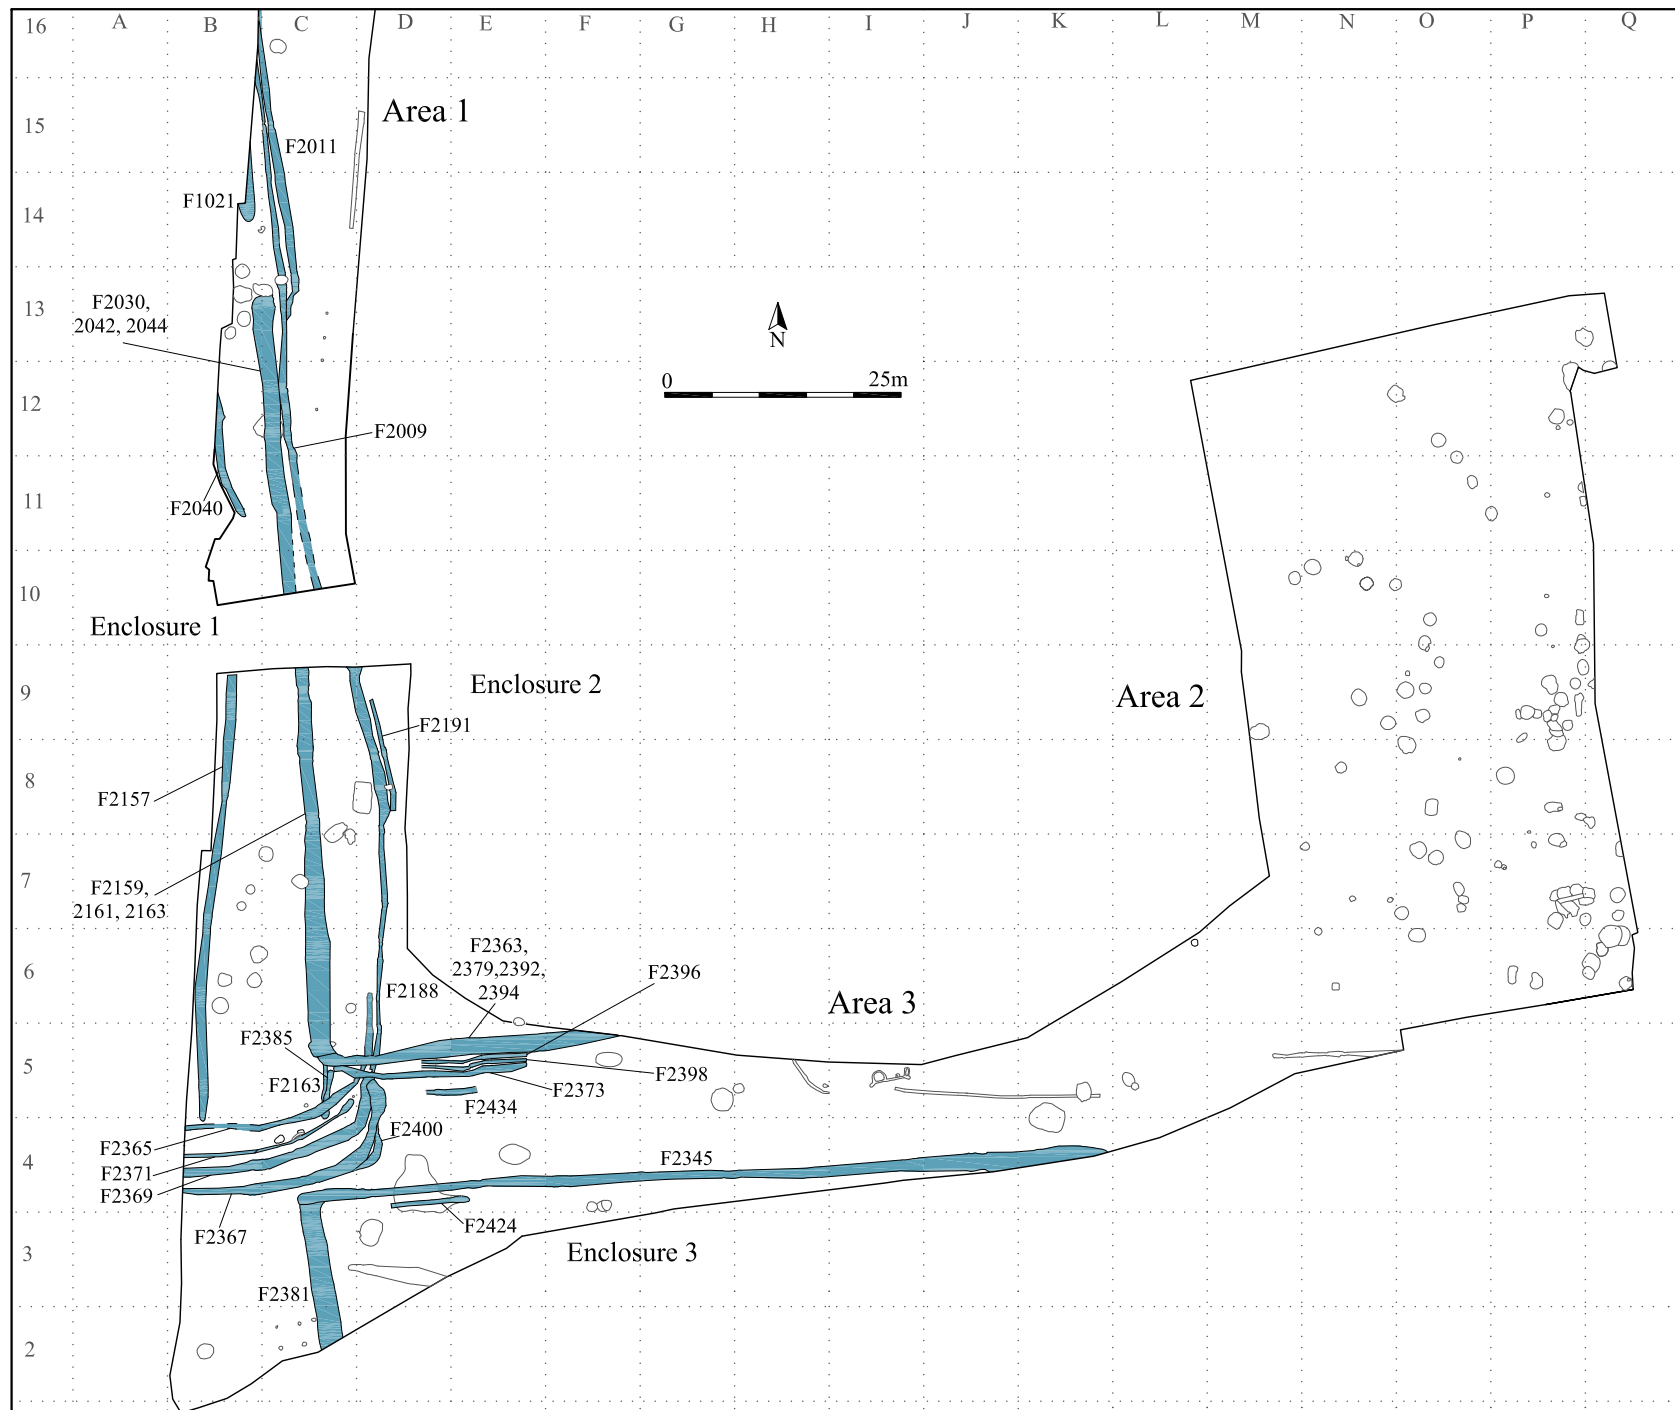 16 A B C D E F G H I J K L M N O P Q
Area 1
15
F2011
F1021
14
F2030,
2042, 2044
13
N
0 25m
12
F2009
F2040
11
10
Enclosure 1
Enclosure 2
9
Area 2
F2191
8
F2157
7
F2159,
2161, 2163
F2363,
2379,2392,
2394
F2396
6
F2188
Area 3
F2385
5
F2163
F2398
F2373
F2434
F2400
F2365
4
F2345
F2371
F2369
F2367
F2424
3
Enclosure 3
F2381
2